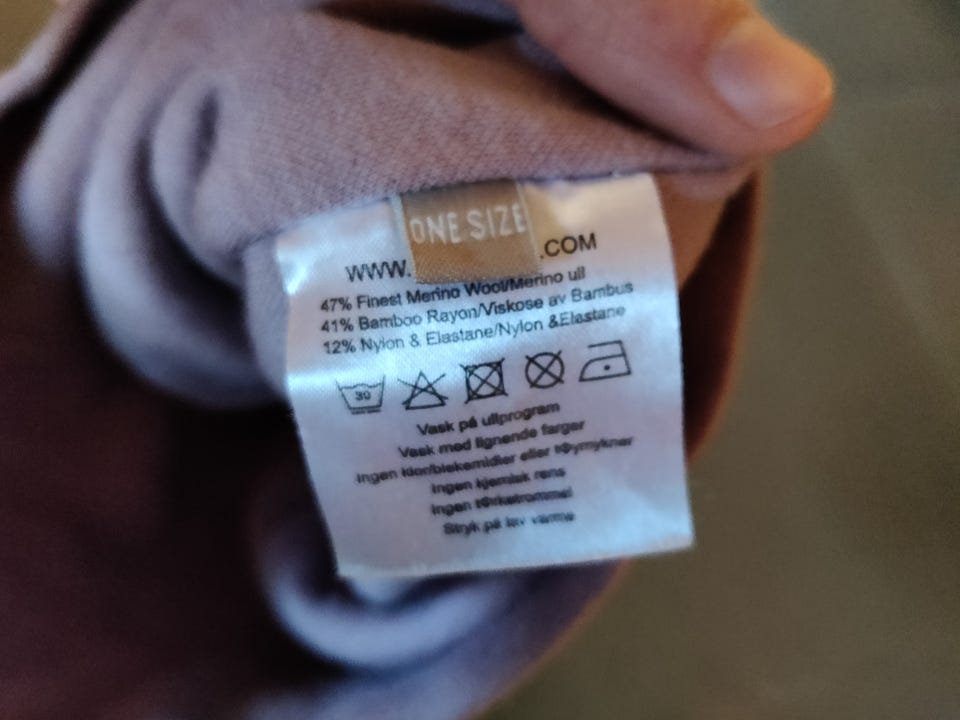 ONE SIZE
WWW. .COM
47% Finest Merino Wool/Merino ull
41% Bamboo Rayon/Viskose av Bambus
12% Nylon & Elastane/Nylon &Elastane
30
Vask på ullprogram
Vask med lignende farger
Ingen klor/blekemidler eller tØymykner
Ingen kjemisk rens
Ingen tØrketrommel
Stryk på lav varme